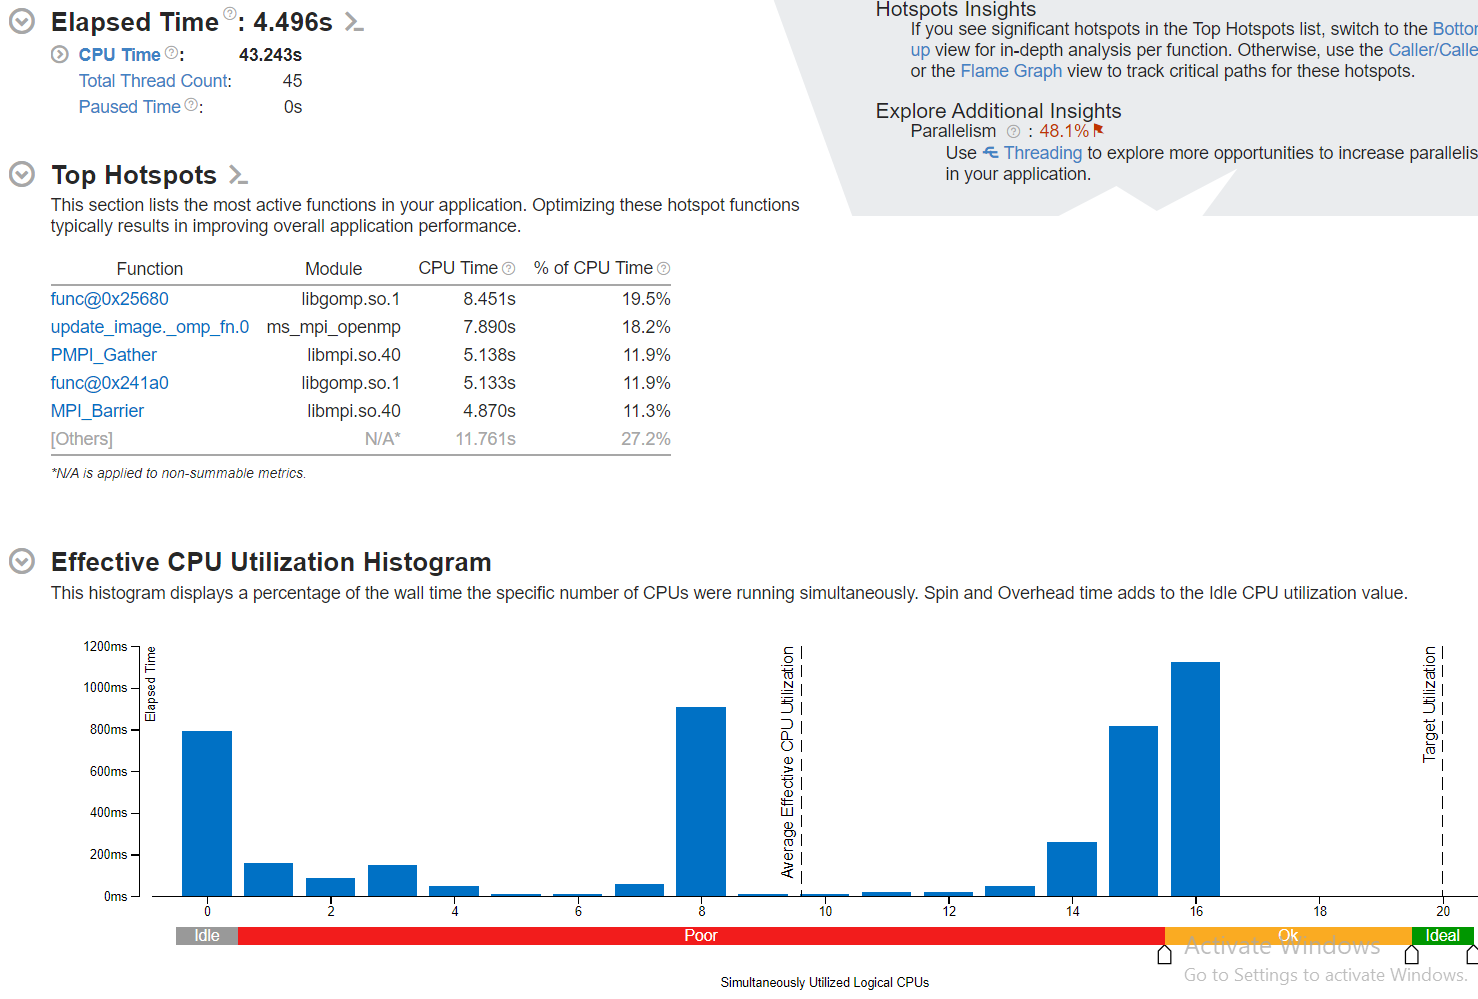 Elapsed Time : 4.496s
CPU Time : 43.243s
Total Thread Count: 45
Paused Time : 0s
Hotspots Insights
If you see significant hotspots in the Top Hotspots list, switch to the
up view for in-depth analysis per function. Otherwise, use the
or the Flame Graph view to track critical paths for these hotspots.
Explore Additional Insights
Parallelism : 48.1%
Use Threading to explore more opportunities to increase
in your application.
Top Hotspots
This section lists the most active functions in your application. Optimizing these hotspot functions
typically results in improving overall application performance.
Function Module CPU Time % of CPU Time
func@0x25680 libgomp.so.1 8.451s 19.5%
update_image._omp_fn.0 ms_mpi_openmp 7.890s 18.2%
PMPI_Gather libmpi.so.40 5.138s 11.9%
func@0x241a0 libgomp.so.1 5.133s 11.9%
MPI_Barrier libmpi.so.40 4.870s 11.3%
[Others] N/A* 11.761s 27.2%
*N/A is applied to non-summable metrics.
Effective CPU Utilization Histogram
This histogram displays a percentage of the wall time the specific number of CPUs were running simultaneously. Spin and Overhead time adds to the Idle CPU utilization value.
1200ms
1000ms
800ms
600ms
400ms
200ms
0ms
Elapsed Time
Average Effective CPU Utilization
Target Utilization
0 2 4 6 8 10 12 14 16 18 20
Idle Poor Ok Ideal
Activate Windows
Go to Settings to activate Windows.
Simultaneously Utilized Logical CPUs